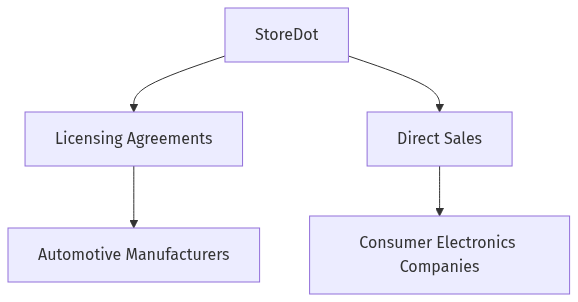 StoreDot
Licensing Agreements
Direct Sales
Automotive Manufacturers
Consumer Electronics
Companies